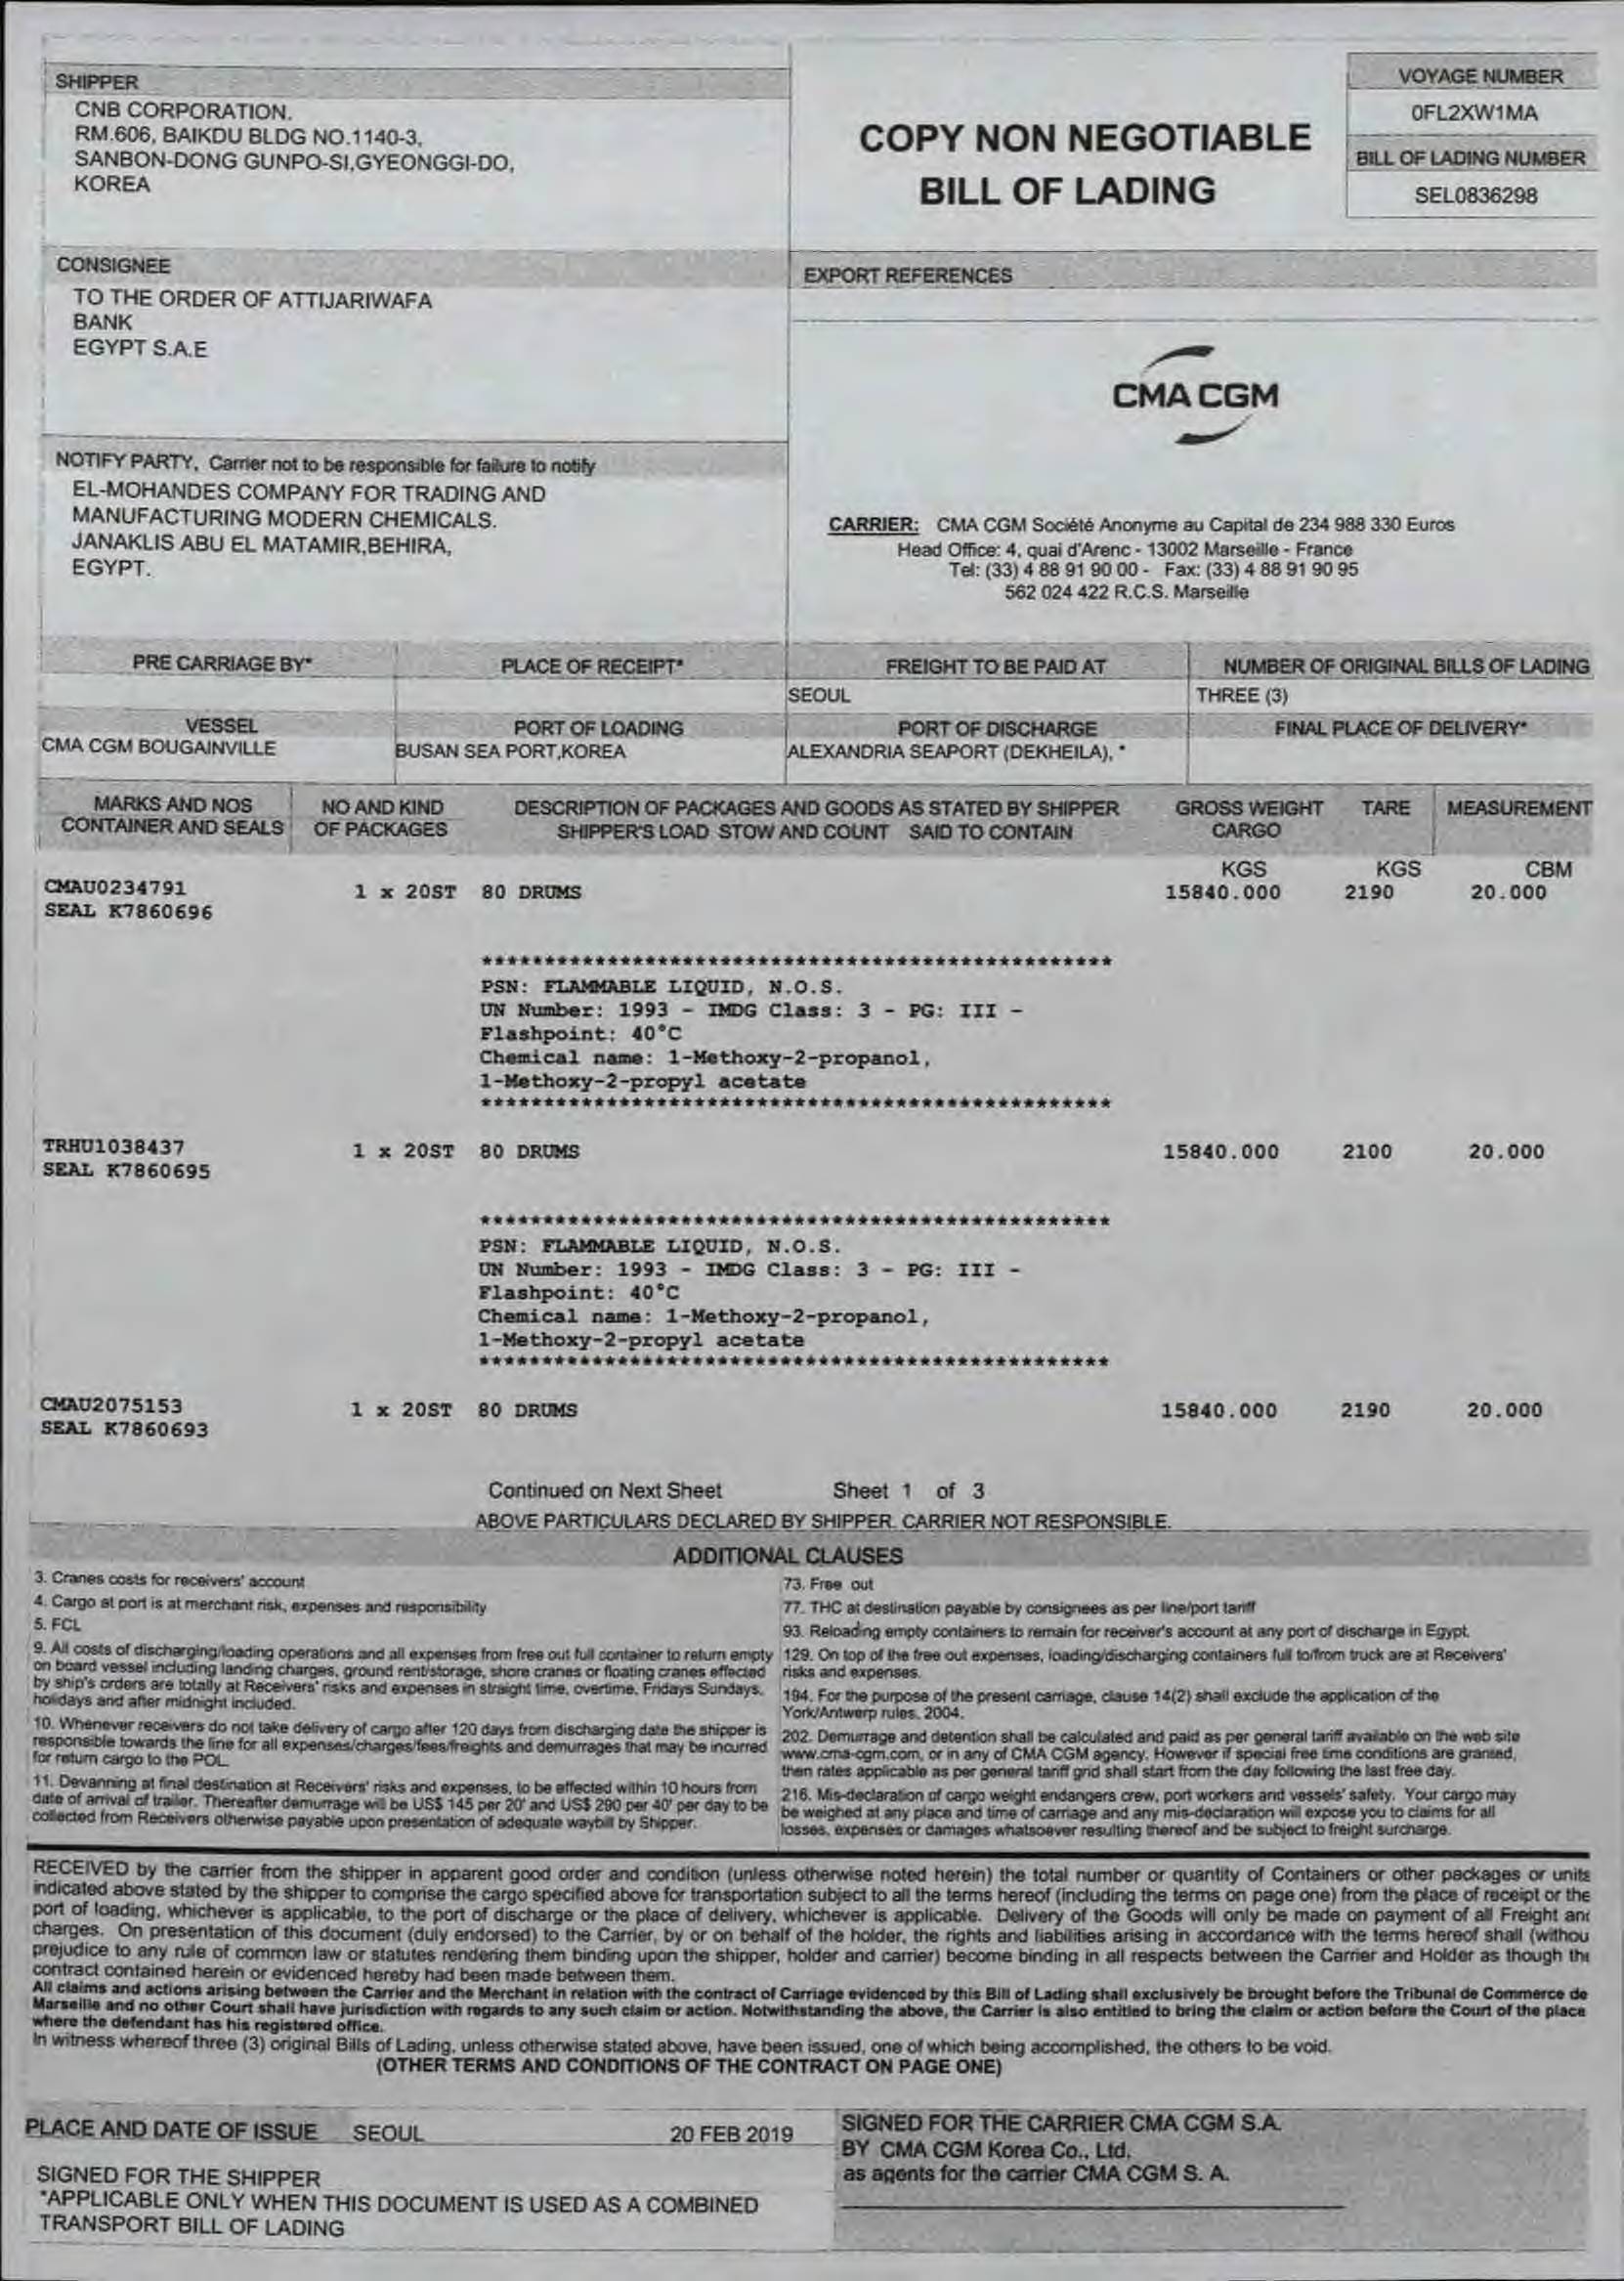 SHIPPER
CNB CORPORATION.
RM.606, BAIKDU BLDG NO.1140-3,
SANBON-DONG GUNPO-SI,GYEONGGI-DO,
KOREA
COPY NON NEGOTIABLE
BILL OF LADING
VOYAGE NUMBER
0FL2XW1MA
BILL OF LADING NUMBER
SEL0836298
CONSIGNEE
TO THE ORDER OF ATTIJARIWAFA
BANK
EGYPT S.A.E
EXPORT REFERENCES
CMA CGM
NOTIFY PARTY, Carrier not to be responsible for failure to notify
EL-MOHANDES COMPANY FOR TRADING AND
MANUFACTURING MODERN CHEMICALS.
JANAKLIS ABU EL MATAMIR,BEHIRA,
EGYPT.
CARRIER: CMA CGM Société Anonyme au Capital de 234 988 330 Euros
Head Office: 4, quai d'Arenc - 13002 Marseille - France
Tel: (33) 4 88 91 90 00 - Fax: (33) 4 88 91 90 95
562 024 422 R.C.S. Marseille
PRE CARRIAGE BY* PLACE OF RECEIPT* FREIGHT TO BE PAID AT NUMBER OF ORIGINAL BILLS OF LADING
SEOUL THREE (3)
VESSEL PORT OF LOADING PORT OF DISCHARGE FINAL PLACE OF DELIVERY*
CMA CGM BOUGAINVILLE BUSAN SEA PORT,KOREA ALEXANDRIA SEAPORT (DEKHEILA), *
MARKS AND NOS NO AND KIND DESCRIPTION OF PACKAGES AND GOODS AS STATED BY SHIPPER GROSS WEIGHT TARE MEASUREMENT
CONTAINER AND SEALS OF PACKAGES SHIPPER'S LOAD STOW AND COUNT SAID TO CONTAIN CARGO
KGS KGS CBM
CMAU0234791 1 x 20ST 80 DRUMS 15840.000 2190 20.000
SEAL K7860696
**************************************************
PSN: FLAMMABLE LIQUID, N.O.S.
UN Number: 1993 - IMDG Class: 3 - PG: III -
Flashpoint: 40°C
Chemical name: 1-Methoxy-2-propanol,
1-Methoxy-2-propyl acetate
**************************************************
TRHU1038437 1 x 20ST 80 DRUMS 15840.000 2100 20.000
SEAL K7860695
**************************************************
PSN: FLAMMABLE LIQUID, N.O.S.
UN Number: 1993 - IMDG Class: 3 - PG: III -
Flashpoint: 40°C
Chemical name: 1-Methoxy-2-propanol,
1-Methoxy-2-propyl acetate
**************************************************
CMAU2075153 1 x 20ST 80 DRUMS 15840.000 2190 20.000
SEAL K7860693
Continued on Next Sheet Sheet 1 of 3
ABOVE PARTICULARS DECLARED BY SHIPPER. CARRIER NOT RESPONSIBLE.
ADDITIONAL CLAUSES
3. Cranes costs for receivers' account
4. Cargo at port is at merchant risk, expenses and responsibility
5. FCL
9. All costs of discharging/loading operations and all expenses from free out full container to return empty
on board vessel including landing charges, ground rent/storage, shore cranes or floating cranes effected
by ship's orders are totally at Receivers' risks and expenses in straight time, overtime, Fridays Sundays,
holidays and after midnight included.
10. Whenever receivers do not take delivery of cargo after 120 days from discharging date the shipper is
responsible towards the line for all expenses/charges/fees/freights and demurrages that may be incurred
for return cargo to the POL
11. Devanning at final destination at Receivers' risks and expenses, to be effected within 10 hours from
date of arrival of trailer. Thereafter demurrage will be US$ 145 per 20' and US$ 290 per 40' per day to be
collected from Receivers otherwise payable upon presentation of adequate waybill by Shipper.
73. Free out
77. THC at destination payable by consignees as per line/port tariff
93. Reloading empty containers to remain for receiver's account at any port of discharge in Egypt.
129. On top of the free out expenses, loading/discharging containers full to/from truck are at Receivers'
risks and expenses.
194. For the purpose of the present carriage, clause 14(2) shall exclude the application of the
York/Antwerp rules, 2004.
202. Demurrage and detention shall be calculated and paid as per general tariff available on the web site
www.cma-cgm.com, or in any of CMA CGM agency. However if special free time conditions are granted,
then rates applicable as per general tariff grid shall start from the day following the last free day.
216. Mis-declaration of cargo weight endangers crew, port workers and vessels' safety. Your cargo may
be weighed at any place and time of carriage and any mis-declaration will expose you to claims for all
losses, expenses or damages whatsoever resulting thereof and be subject to freight surcharge.
RECEIVED by the carrier from the shipper in apparent good order and condition (unless otherwise noted herein) the total number or quantity of Containers or other packages or units
indicated above stated by the shipper to comprise the cargo specified above for transportation subject to all the terms hereof (including the terms on page one) from the place of receipt or the
port of loading, whichever is applicable, to the port of discharge or the place of delivery, whichever is applicable. Delivery of the Goods will only be made on payment of all Freight and
charges. On presentation of this document (duly endorsed) to the Carrier, by or on behalf of the holder, the rights and liabilities arising in accordance with the terms hereof shall (withou
prejudice to any rule of common law or statutes rendering them binding upon the shipper, holder and carrier) become binding in all respects between the Carrier and Holder as though the
contract contained herein or evidenced hereby had been made between them.
All claims and actions arising between the Carrier and the Merchant in relation with the contract of Carriage evidenced by this Bill of Lading shall exclusively be brought before the Tribunal de Commerce de
Marseille and no other Court shall have jurisdiction with regards to any such claim or action. Notwithstanding the above, the Carrier is also entitled to bring the claim or action before the Court of the place
where the defendant has his registered office.
In witness whereof three (3) original Bills of Lading, unless otherwise stated above, have been issued, one of which being accomplished, the others to be void.
(OTHER TERMS AND CONDITIONS OF THE CONTRACT ON PAGE ONE)
PLACE AND DATE OF ISSUE SEOUL 20 FEB 2019
SIGNED FOR THE SHIPPER
*APPLICABLE ONLY WHEN THIS DOCUMENT IS USED AS A COMBINED
TRANSPORT BILL OF LADING
SIGNED FOR THE CARRIER CMA CGM S.A.
BY CMA CGM Korea Co., Ltd.
as agents for the carrier CMA CGM S. A.